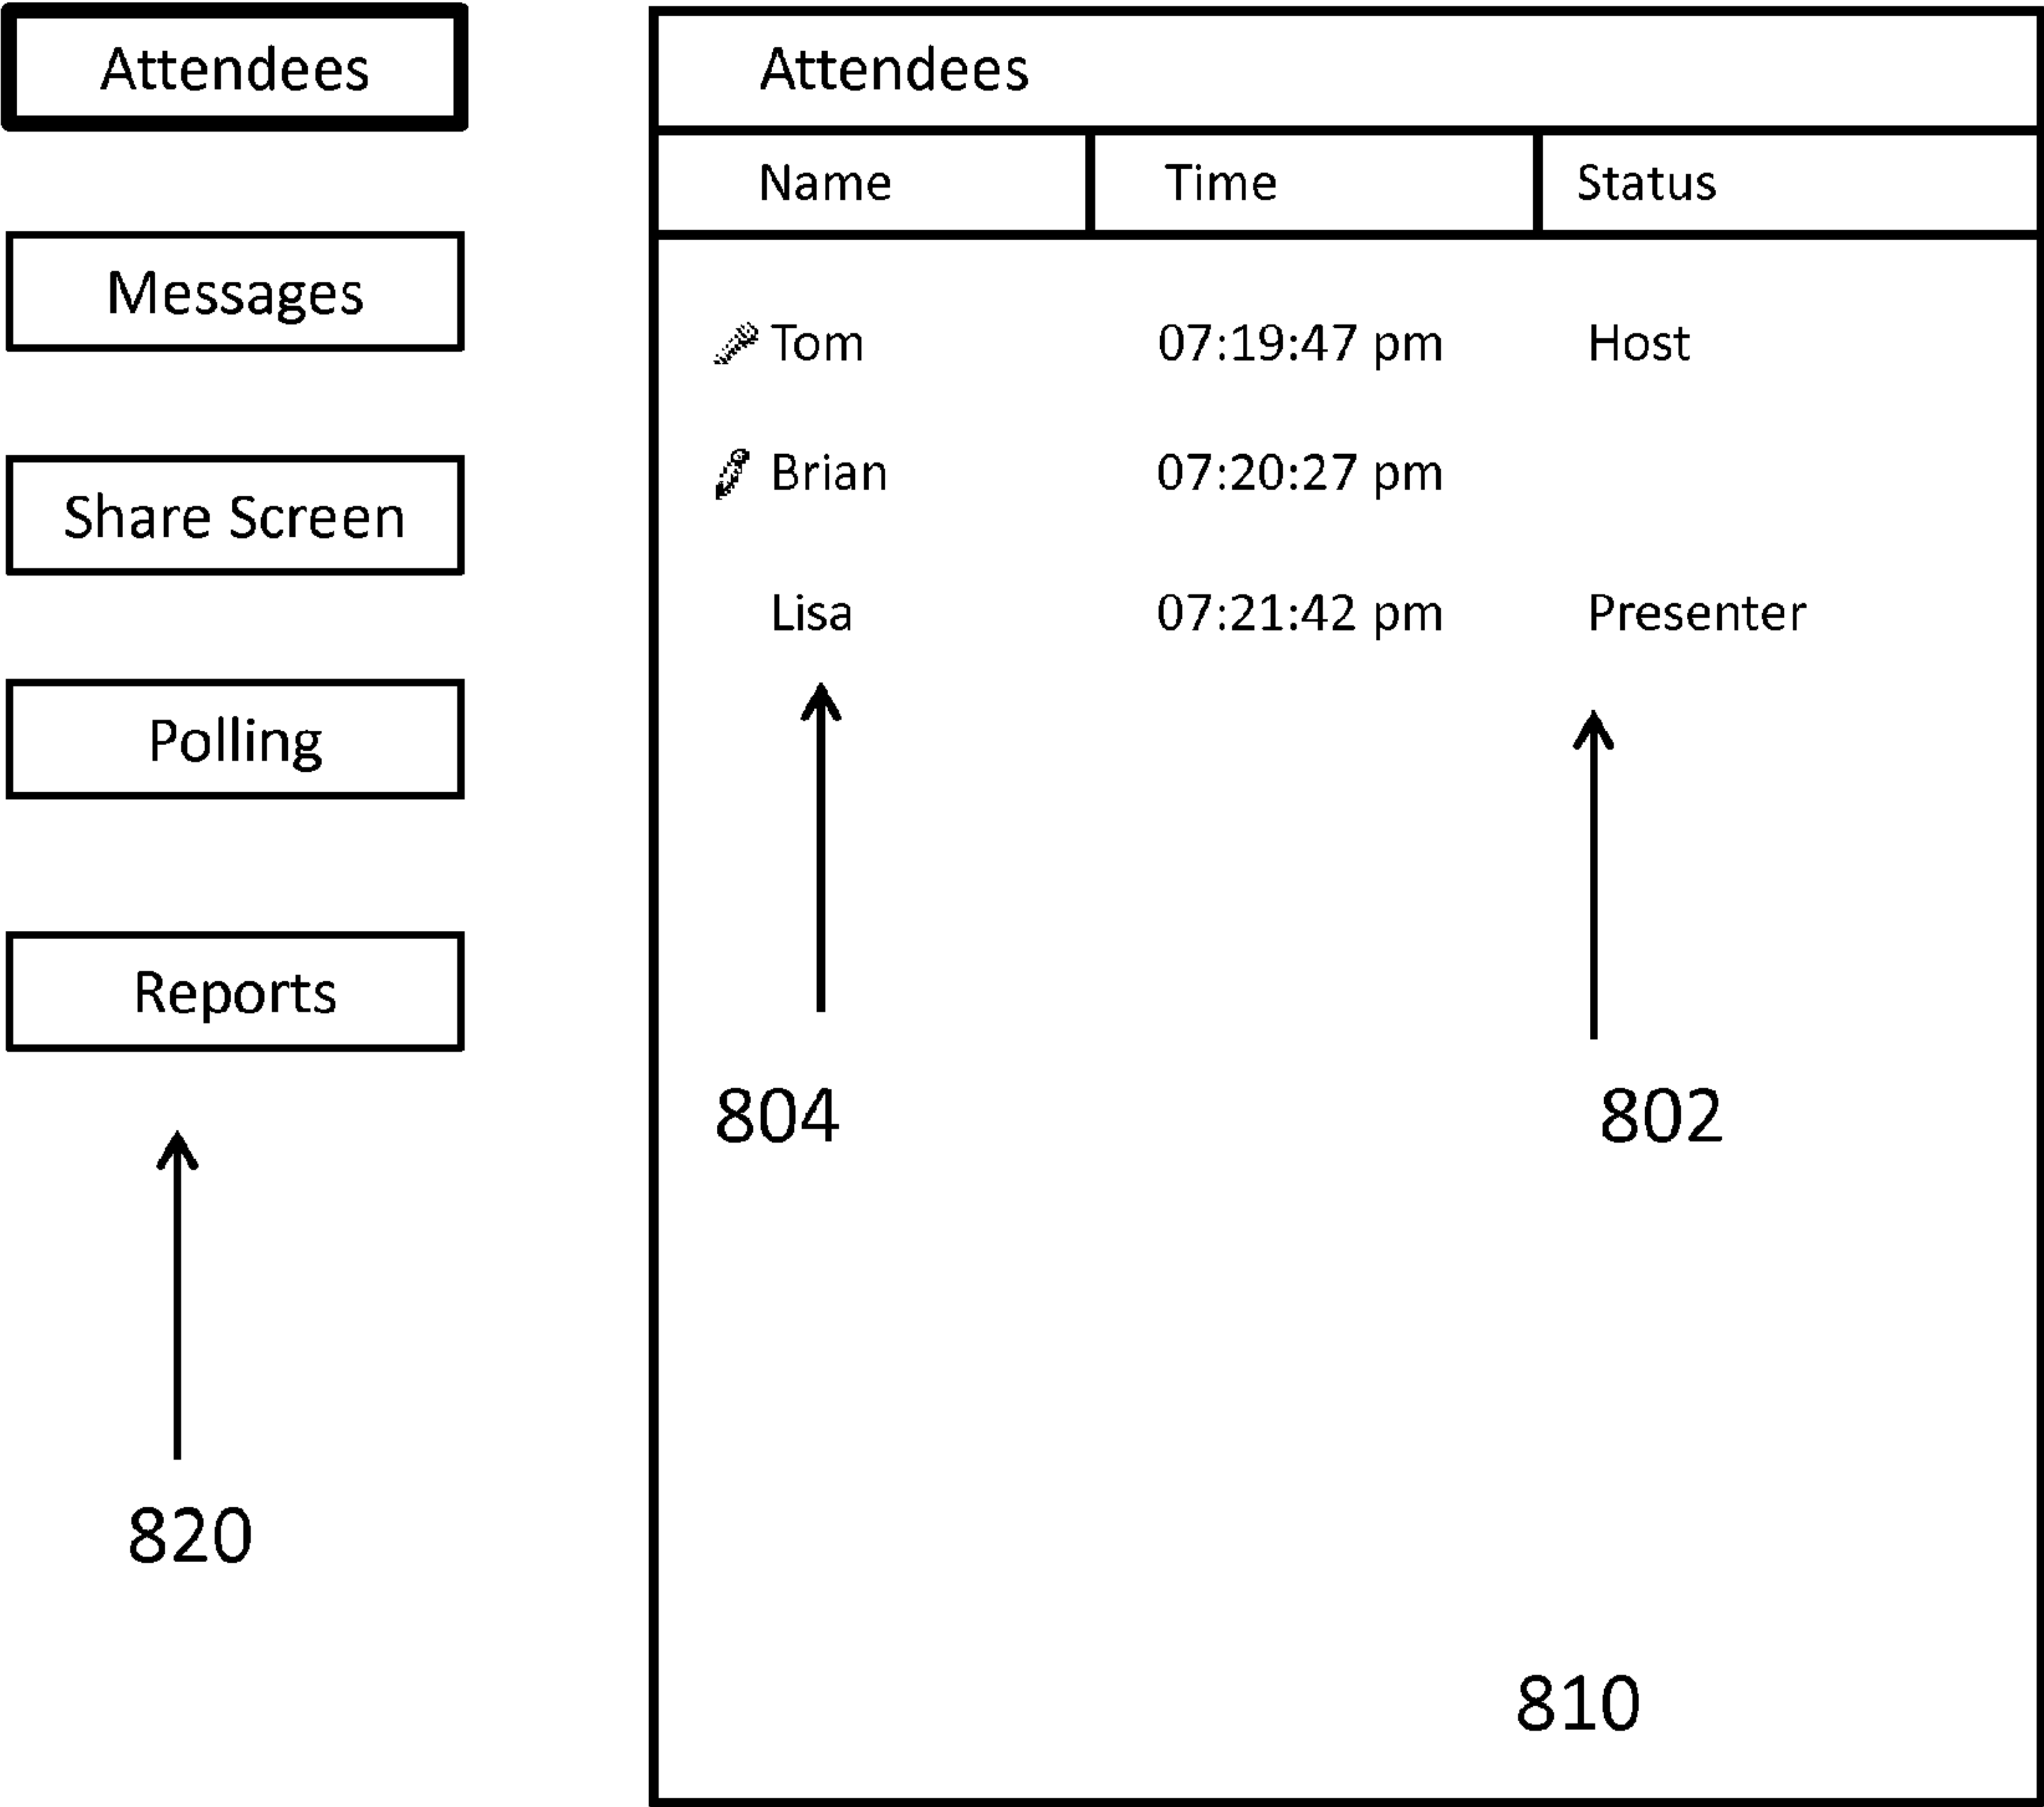 Attendees
Messages
Share Screen
Polling
Reports
820
Attendees
Name Time Status
Tom 07:19:47 pm Host
Brian 07:20:27 pm
Lisa 07:21:42 pm Presenter
804 802
810